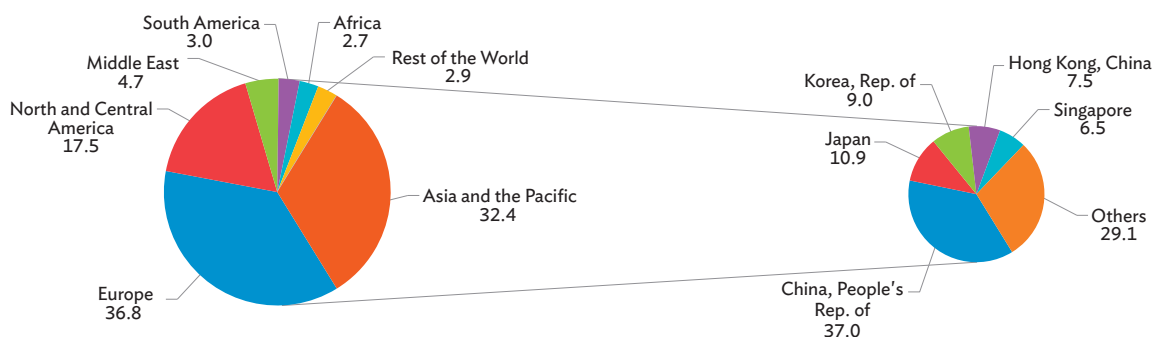 South America
3.0
Africa
2.7
Middle East
4.7
Rest of the World
2.9
North and Central
America
17.5
Asia and the Pacific
32.4
Europe
36.8
Hong Kong, China
7.5
Korea, Rep. of
9.0
Singapore
6.5
Japan
10.9
Others
29.1
China, People's
Rep. of
37.0